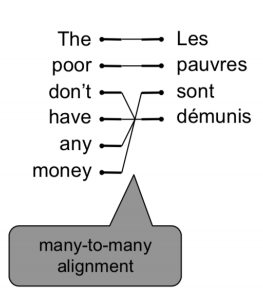 The Les
poor pauvres
don't sont
have démunis
any
money
many-to-many
alignment